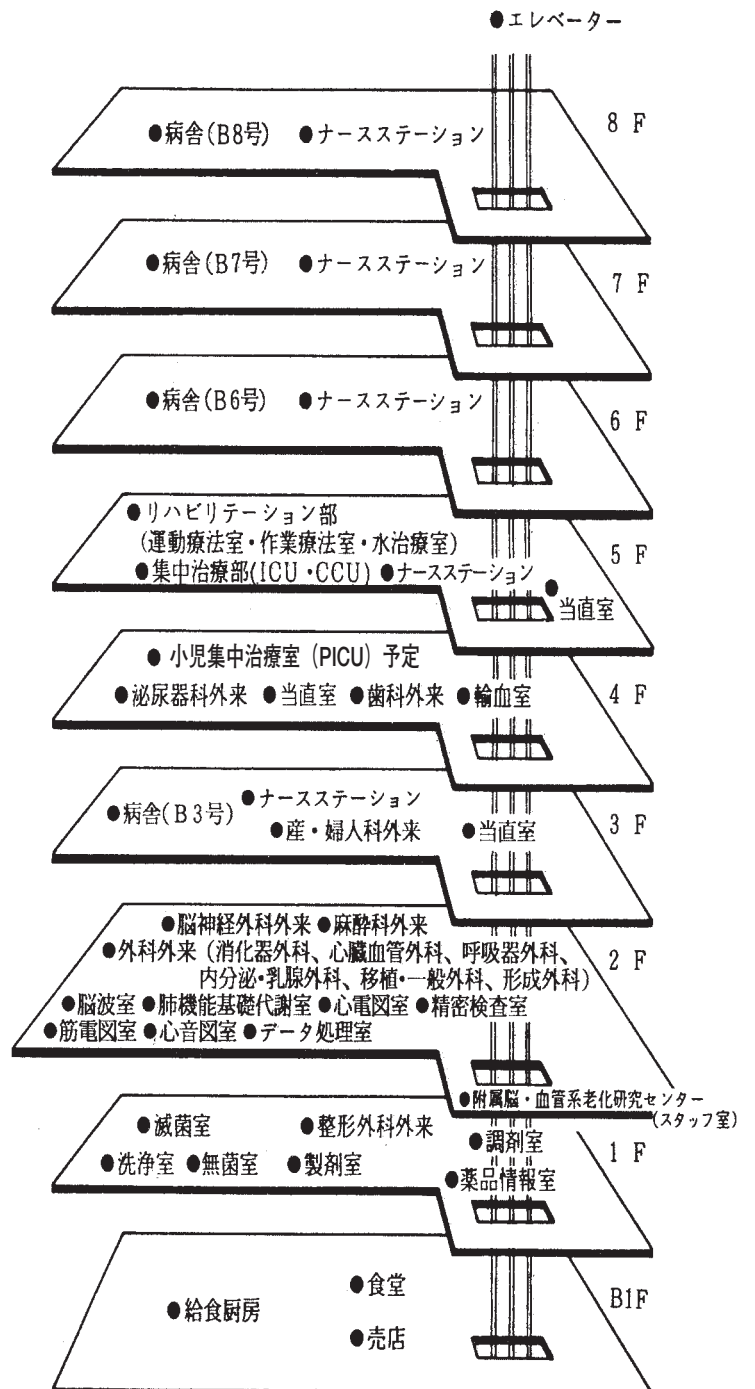 ●エレベーター
●病舎(B8号) ●ナースステーション
8 F
●病舎(B7号) ●ナースステーション
7 F
●病舎(B6号) ●ナースステーション
6 F
●リハビリテーション部
(運動療法室・作業療法室・水治療室)
●集中治療部(ICU・CCU) ●ナースステーション
5 F
●当直室
● 小児集中治療室 (PICU) 予定
●泌尿器科外来 ●当直室 ●歯科外来 ●輸血室
4 F
●ナースステーション
●病舎(B3号)
●産・婦人科外来 ●当直室
3 F
●脳神経外科外来 ●麻酔科外来
●外科外来 (消化器外科、心臓血管外科、呼吸器外科、
内分泌・乳腺外科、移植・一般外科、形成外科)
2 F
●脳波室 ●肺機能基礎代謝室 ●心電図室 ●精密検査室
●筋電図室 ●心音図室 ●データ処理室
●附属脳・血管系老化研究センター
(スタッフ室)
●滅菌室 ●整形外科外来
●調剤室
1 F
●洗浄室 ●無菌室 ●製剤室
●薬品情報室
●食堂
B1F
●給食厨房
●売店